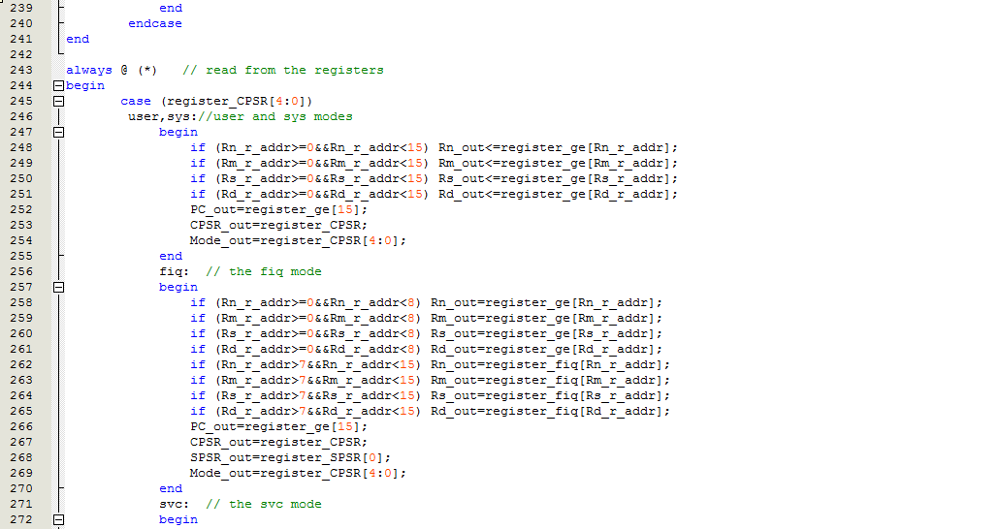 239 end
240 endcase
241 end
242
243 always @ (*) // read from the registers
244 begin
245 case (register_CPSR[4:0])
246 user,sys://user and sys modes
247 begin
248 if (Rn_r_addr>=0&&Rn_r_addr<15) Rn_out<=register_ge[Rn_r_addr];
249 if (Rm_r_addr>=0&&Rm_r_addr<15) Rm_out<=register_ge[Rm_r_addr];
250 if (Rs_r_addr>=0&&Rs_r_addr<15) Rs_out<=register_ge[Rs_r_addr];
251 if (Rd_r_addr>=0&&Rd_r_addr<15) Rd_out<=register_ge[Rd_r_addr];
252 PC_out=register_ge[15];
253 CPSR_out=register_CPSR;
254 Mode_out=register_CPSR[4:0];
255 end
256 fiq: // the fiq mode
257 begin
258 if (Rn_r_addr>=0&&Rn_r_addr<8) Rn_out=register_ge[Rn_r_addr];
259 if (Rm_r_addr>=0&&Rm_r_addr<8) Rm_out=register_ge[Rm_r_addr];
260 if (Rs_r_addr>=0&&Rs_r_addr<8) Rs_out=register_ge[Rs_r_addr];
261 if (Rd_r_addr>=0&&Rd_r_addr<8) Rd_out=register_ge[Rd_r_addr];
262 if (Rn_r_addr>7&&Rn_r_addr<15) Rn_out=register_fiq[Rn_r_addr];
263 if (Rm_r_addr>7&&Rm_r_addr<15) Rm_out=register_fiq[Rm_r_addr];
264 if (Rs_r_addr>7&&Rs_r_addr<15) Rs_out=register_fiq[Rs_r_addr];
265 if (Rd_r_addr>7&&Rd_r_addr<15) Rd_out=register_fiq[Rd_r_addr];
266 PC_out=register_ge[15];
267 CPSR_out=register_CPSR;
268 SPSR_out=register_SPSR[0];
269 Mode_out=register_CPSR[4:0];
270 end
271 svc: // the svc mode
272 begin